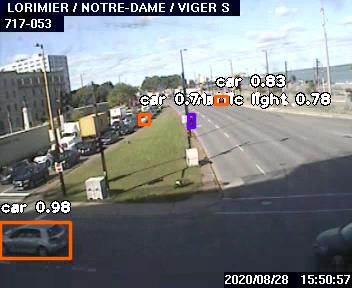 LORIMIER / NOTRE-DAME / VIGER S
717-053
car 0.83
car 0.7 light 0.78
car 0.98
2020/08/28 15:50:57